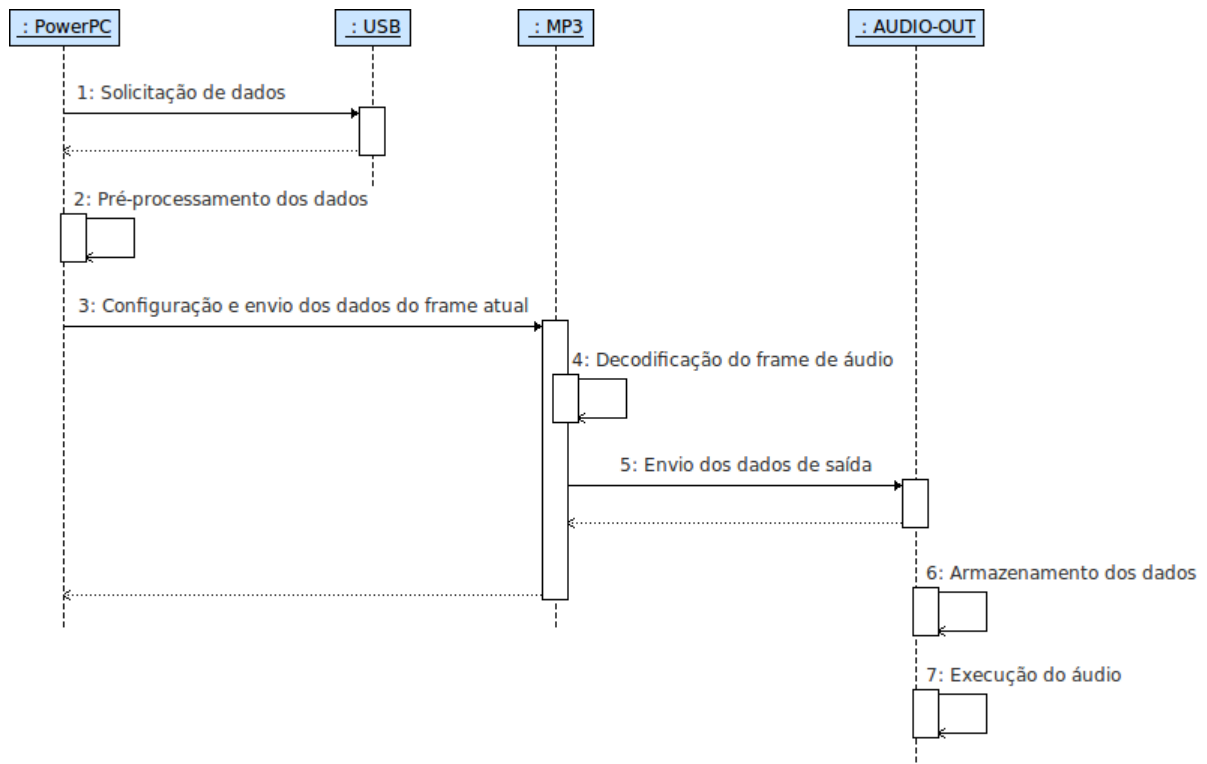 : PowerPC
: USB
: MP3
: AUDIO-OUT
1: Solicitação de dados
2: Pré-processamento dos dados
3: Configuração e envio dos dados do frame atual
4: Decodificação do frame de áudio
5: Envio dos dados de saída
6: Armazenamento dos dados
7: Execução do áudio